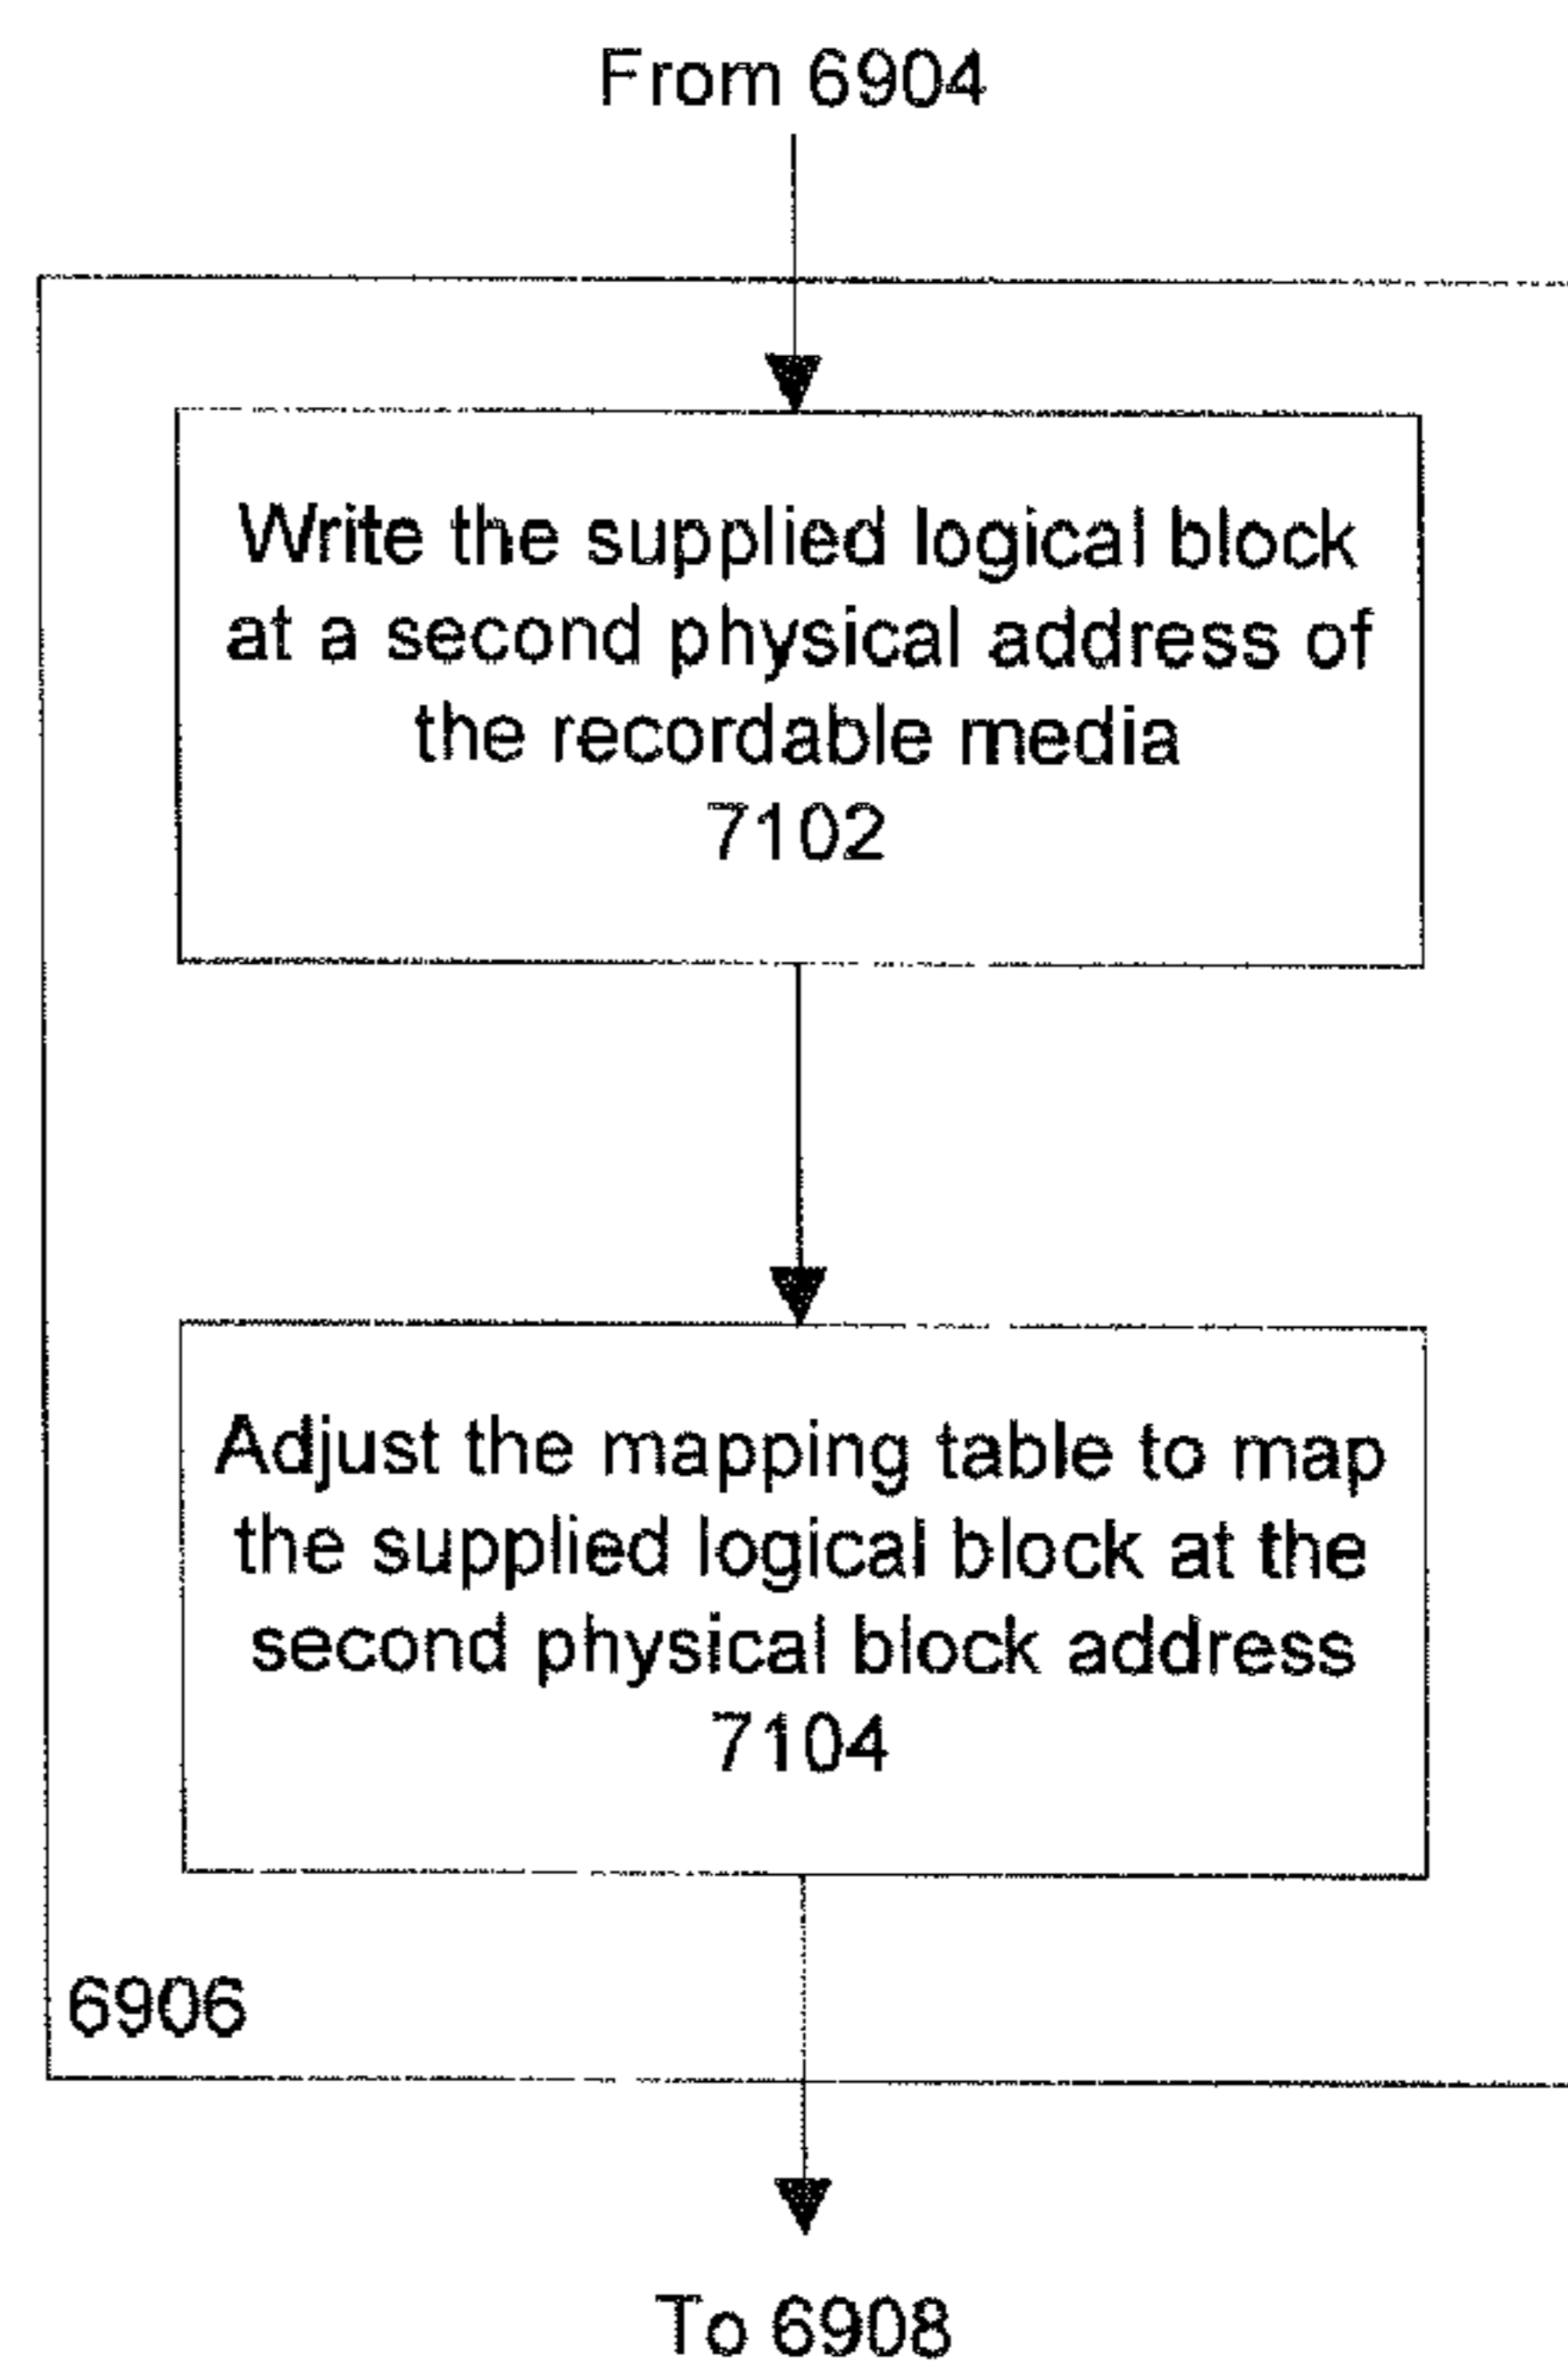 From 6904
Write the supplied logical block
at a second physical address of
the recordable media
7102
Adjust the mapping table to map
the supplied logical block at the
second physical block address
7104
6906
To 6908